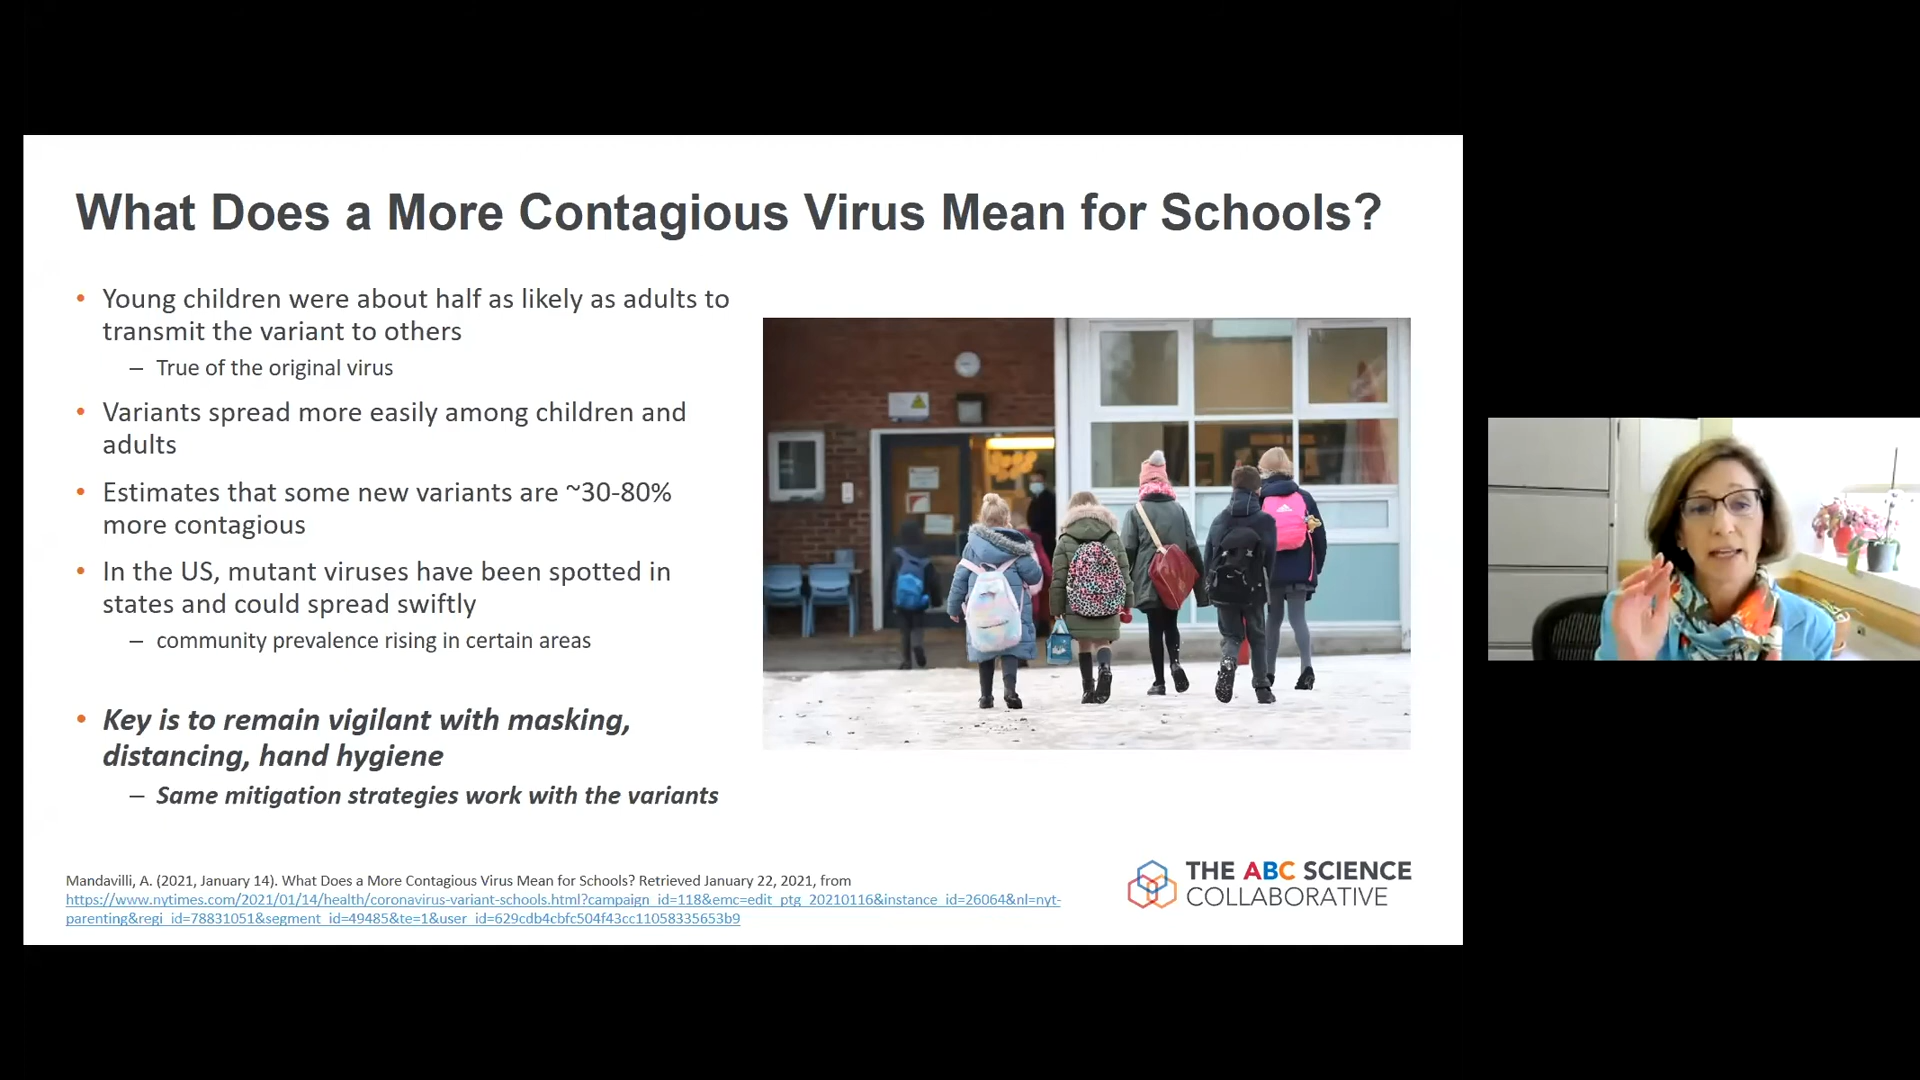 What Does a More Contagious Virus Mean for Schools?
• Young children were about half as likely as adults to
transmit the variant to others
– True of the original virus
• Variants spread more easily among children and
adults
• Estimates that some new variants are ~30-80%
more contagious
• In the US, mutant viruses have been spotted in
states and could spread swiftly
– community prevalence rising in certain areas
• Key is to remain vigilant with masking,
distancing, hand hygiene
– Same mitigation strategies work with the variants
Mandavilli, A. (2021, January 14). What Does a More Contagious Virus Mean for Schools? Retrieved January 22, 2021, from
https://www.nytimes.com/2021/01/14/health/coronavirus-variant-schools.html?campaign_id=118&emc=edit_ptg_20210116&instance_id=26064&nl=nyt-
parenting&regi_id=78831051&segment_id=49485&te=1&user_id=629cdb4cbfc504f43cc11058335653b9
THE ABC SCIENCE
COLLABORATIVE